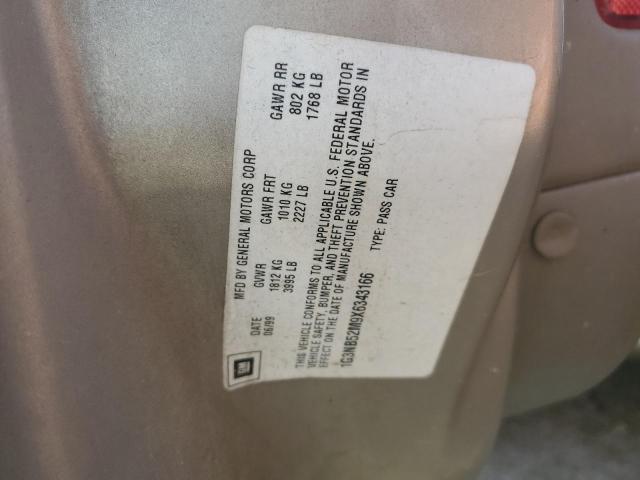 MFD BY GENERAL MOTORS CORP
DATE GVWR GAWR FRT GAWR RR
06/99 1812 KG 1010 KG 802 KG
3995 LB 2227 LB 1768 LB
THIS VEHICLE CONFORMS TO ALL APPLICABLE U.S. FEDERAL MOTOR
VEHICLE SAFETY, BUMPER, AND THEFT PREVENTION STANDARDS IN
EFFECT ON THE DATE OF MANUFACTURE SHOWN ABOVE.
1G3NB52M9X6343166 TYPE: PASS CAR
GM